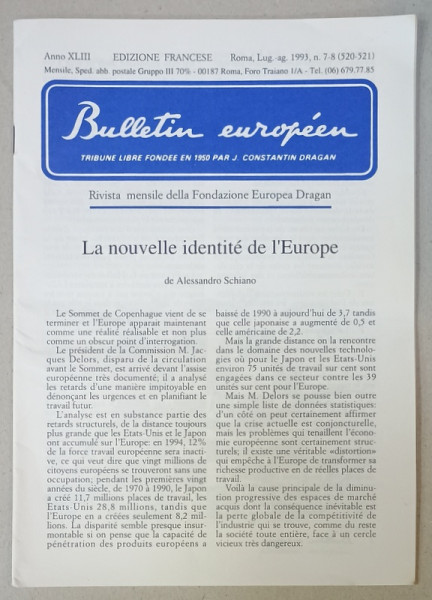 Anno XLIII EDIZIONE FRANCESE Roma, Lug.-ag. 1993, n. 7-8 (520-521)
Mensile, Sped. abb. postale Gruppo III 70% - 00187 Roma, Foro Traiano 1/A - Tel. (06) 679.77.85
Bulletin européen
TRIBUNE LIBRE FONDEE EN 1950 PAR J. CONSTANTIN DRAGAN
Rivista mensile della Fondazione Europea Dragan
La nouvelle identité de l'Europe
de Alessandro Schiano
Le Sommet de Copenhague vient de se
terminer et l'Europe apparait maintenant
comme une réalité réalisable et non plus
comme un obscur point d'interrogation.
Le président de la Commission M. Jac-
ques Delors, disparu de la circulation
avant le Sommet, est arrivé devant l'assise
européenne très documenté; il a analysé
les retards d'une manière impitoyable en
dénonçant les urgences et en planifiant le
travail futur.
L'analyse est en substance partie des
retards structurels, de la distance toujours
plus grande que les Etats-Unis et le Japon
ont accumulé sur l'Europe: en 1994, 12%
de la force travail européenne sera inacti-
ve, ce qui veut dire que vingt millions de
citoyens européens se trouveront sans une
occupation; pendant les premières vingt
années du siècle, de 1970 à 1990, le Japon
a créé 11,7 millions places de travail, les
Etats-Unis 28,8 millions, tandis que
l'Europe en a créées seulement 8,2 mil-
lions. La disparité semble presque insur-
montable si on pense que la capacité de
pénétration des produits européens a
baissé de 1990 à aujourd'hui de 3,7 tandis
que celle japonaise a augmenté de 0,5 et
celle américaine de 2,2.
Mais la grande distance on la rencontre
dans le domaine des nouvelles technolo-
gies où pour le Japon et les Etats-Unis
environ 75 unités de travail sur cent sont
engagées dans ce secteur contre les 39
unités sur cent pour l'Europe.
Mais M. Delors se pousse bien outre
une simple liste de données statistiques:
d'un côté on peut certainement affirmer
que la crise actuelle est conjoncturelle,
mais les problèmes qui tenaillent l'écono-
mie européenne sont certainement struc-
turels; il existe une véritable «distortion»
qui empêche à l'Europe de transformer sa
richesse productive en de réelles places de
travail.
Voilà la cause principale de la diminu-
tion progressive des espaces de marché
acquis dont la conséquence inévitable est
la perte globale de la compétitivité de
l'industrie qui se trouve, comme du reste
la société toute entière, face à un cercle
vicieux très dangereux.